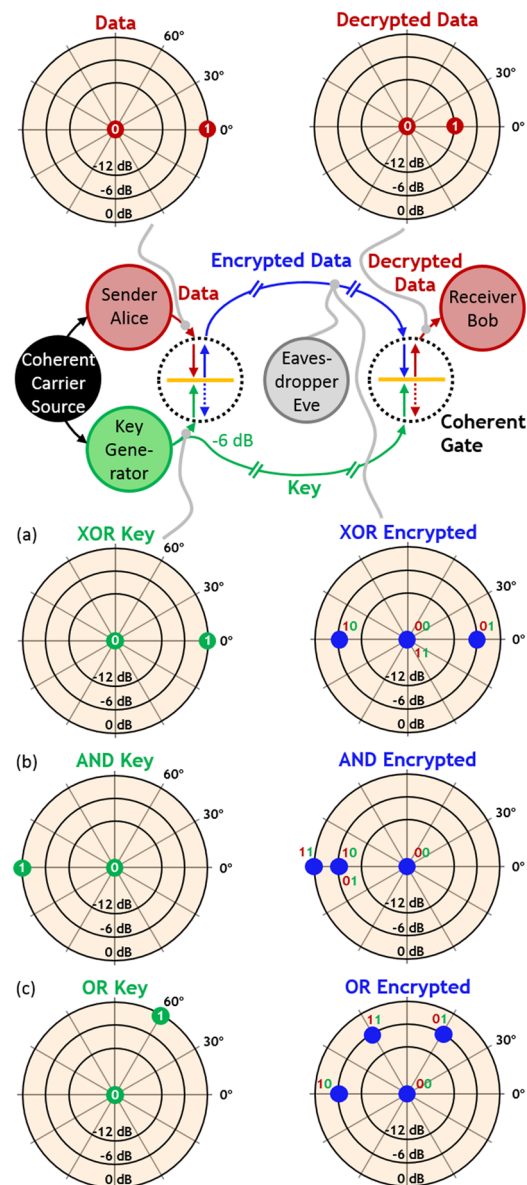 Data
Decrypted Data
60°
30°
0
1
0°
-12 dB
-6 dB
0 dB
60°
30°
0
1
0°
-12 dB
-6 dB
0 dB
Encrypted Data
Decrypted
Data
Sender
Alice
Data
Receiver
Bob
Coherent
Carrier
Source
Eaves-
dropper
Eve
Coherent
Gate
Key
Gene-
rator
-6 dB
Key
(a)
XOR Key
60°
30°
0
1
0°
-12 dB
-6 dB
0 dB
XOR Encrypted
30°
10
00
01
11
0°
-12 dB
-6 dB
0 dB
(b)
AND Key
60°
30°
1
0
0°
-12 dB
-6 dB
0 dB
AND Encrypted
30°
11
10
00
01
0°
-12 dB
-6 dB
0 dB
(c)
OR Key
60°
1
30°
0
0°
-12 dB
-6 dB
0 dB
OR Encrypted
11
01
30°
10
00
0°
-12 dB
-6 dB
0 dB